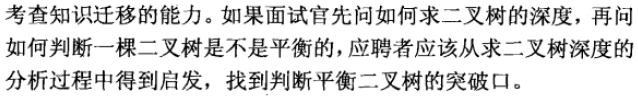 考查知识迁移的能力。如果面试官先问如何求二叉树的深度，再问
如何判断一棵二叉树是不是平衡的，应聘者应该从求二叉树深度的
分析过程中得到启发，找到判断平衡二叉树的突破口。